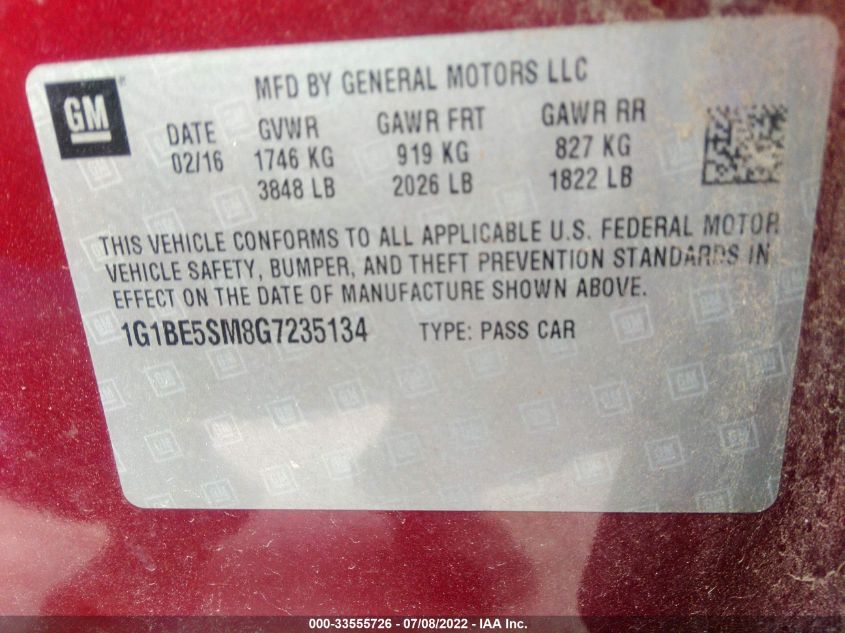 GM
MFD BY GENERAL MOTORS LLC
DATE GVWR GAWR FRT GAWR RR
02/16 1746 KG 919 KG 827 KG
3848 LB 2026 LB 1822 LB
THIS VEHICLE CONFORMS TO ALL APPLICABLE U.S. FEDERAL MOTOR
VEHICLE SAFETY, BUMPER, AND THEFT PREVENTION STANDARDS IN
EFFECT ON THE DATE OF MANUFACTURE SHOWN ABOVE.
1G1BE5SM8G7235134 TYPE: PASS CAR
000-33555726 - 07/08/2022 - IAA Inc.